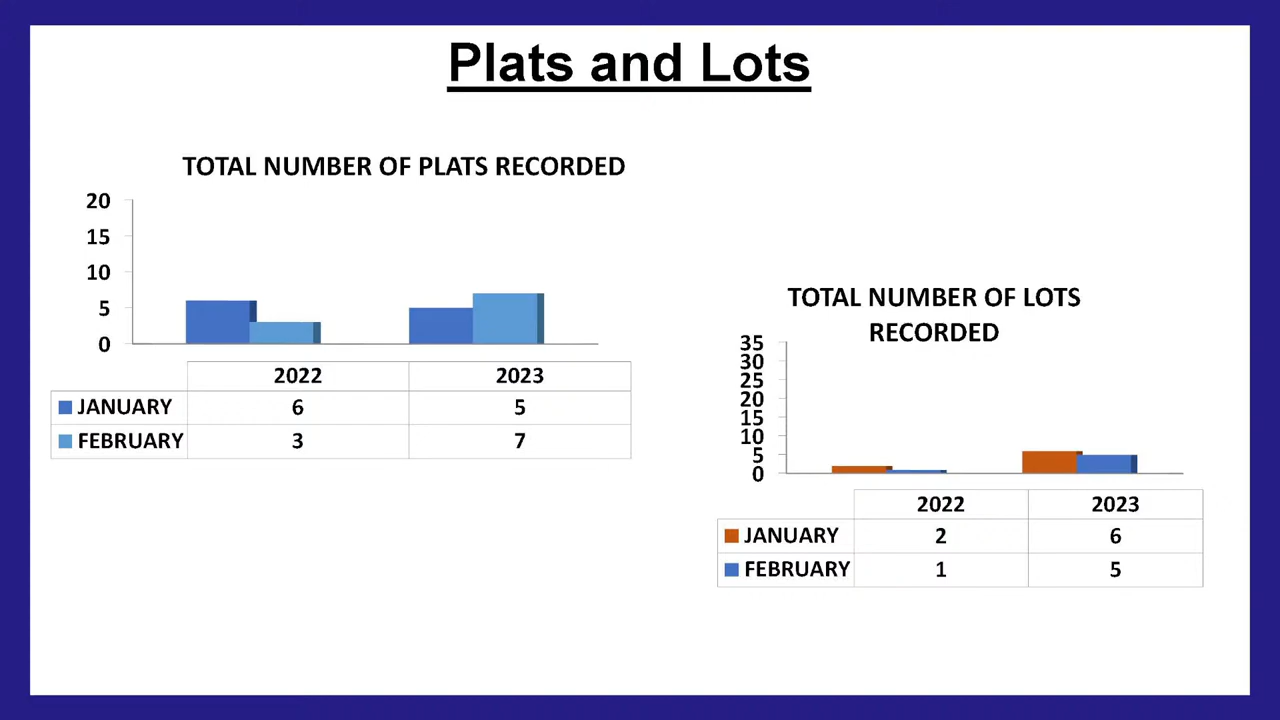 Plats and Lots
TOTAL NUMBER OF PLATS RECORDED
20
15
10
5
0
2022 2023
JANUARY 6 5
FEBRUARY 3 7
TOTAL NUMBER OF LOTS
RECORDED
35
30
25
20
15
10
5
0
2022 2023
JANUARY 2 6
FEBRUARY 1 5